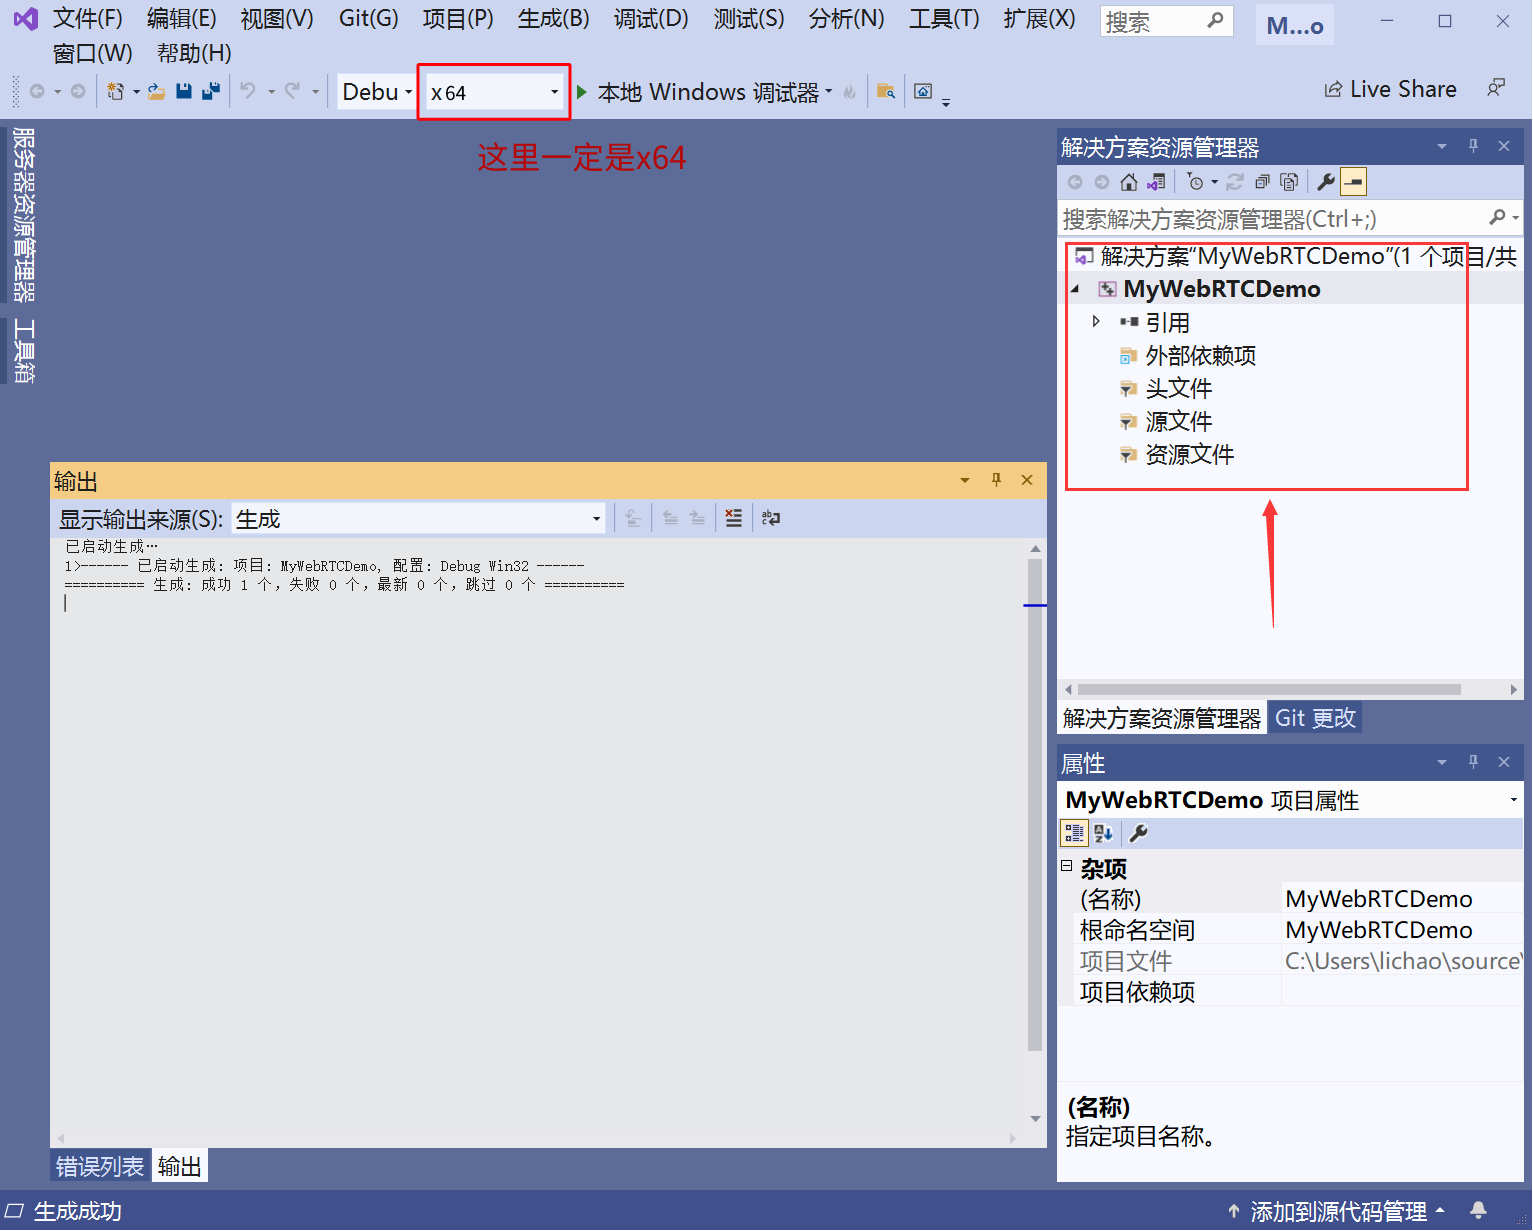 文件(F) 编辑(E) 视图(V) Git(G) 项目(P) 生成(B) 调试(D) 测试(S) 分析(N) 工具(T) 扩展(X) 搜索 M...o
窗口(W) 帮助(H)
Debu x64 本地 Windows 调试器 Live Share
这里一定是x64
服务器资源管理器
工具箱
解决方案资源管理器
搜索解决方案资源管理器(Ctrl+;)
解决方案“MyWebRTCDemo”(1 个项目/共
MyWebRTCDemo
引用
外部依赖项
头文件
源文件
资源文件
解决方案资源管理器 Git 更改
输出
显示输出来源(S): 生成
已启动生成…
1>------ 已启动生成: 项目: MyWebRTCDemo, 配置: Debug Win32 ------
========== 生成: 成功 1 个，失败 0 个，最新 0 个，跳过 0 个 ==========
错误列表 输出
属性
MyWebRTCDemo 项目属性
杂项
(名称) MyWebRTCDemo
根命名空间 MyWebRTCDemo
项目文件 C:\Users\lichao\source\
项目依赖项
(名称)
指定项目名称。
生成成功 添加到源代码管理